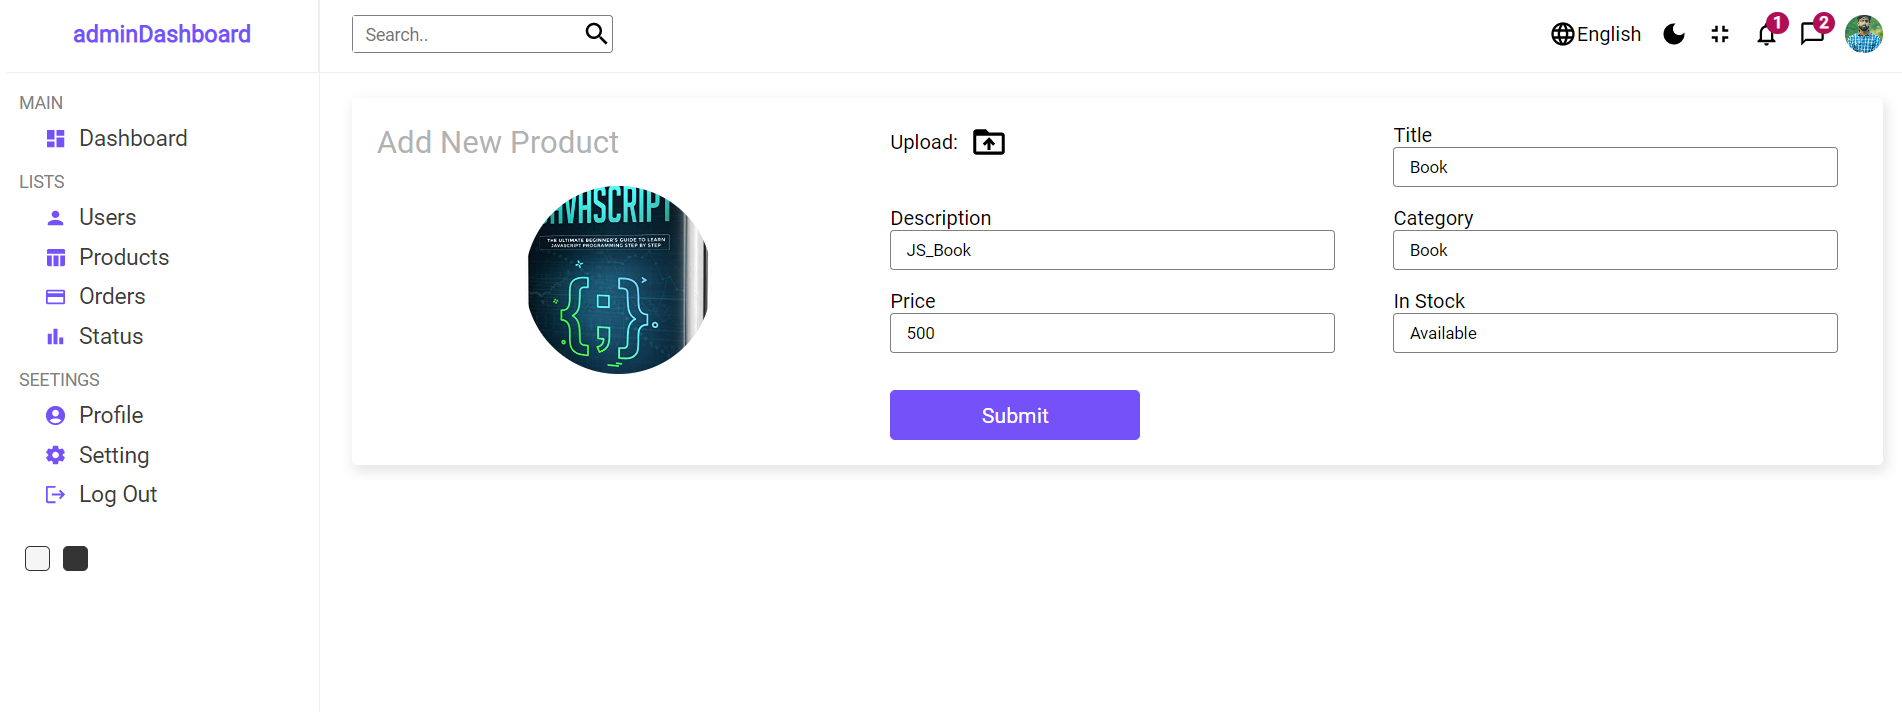 adminDashboard
Search..
English
1
2
MAIN
Dashboard
LISTS
Users
Products
Orders
Status
SEETINGS
Profile
Setting
Log Out
Add New Product
JAVASCRIPT
THE ULTIMATE BEGINNER'S GUIDE TO LEARN
JAVASCRIPT PROGRAMMING STEP BY STEP
Upload:
Title
Book
Description
JS_Book
Category
Book
Price
500
In Stock
Available
Submit